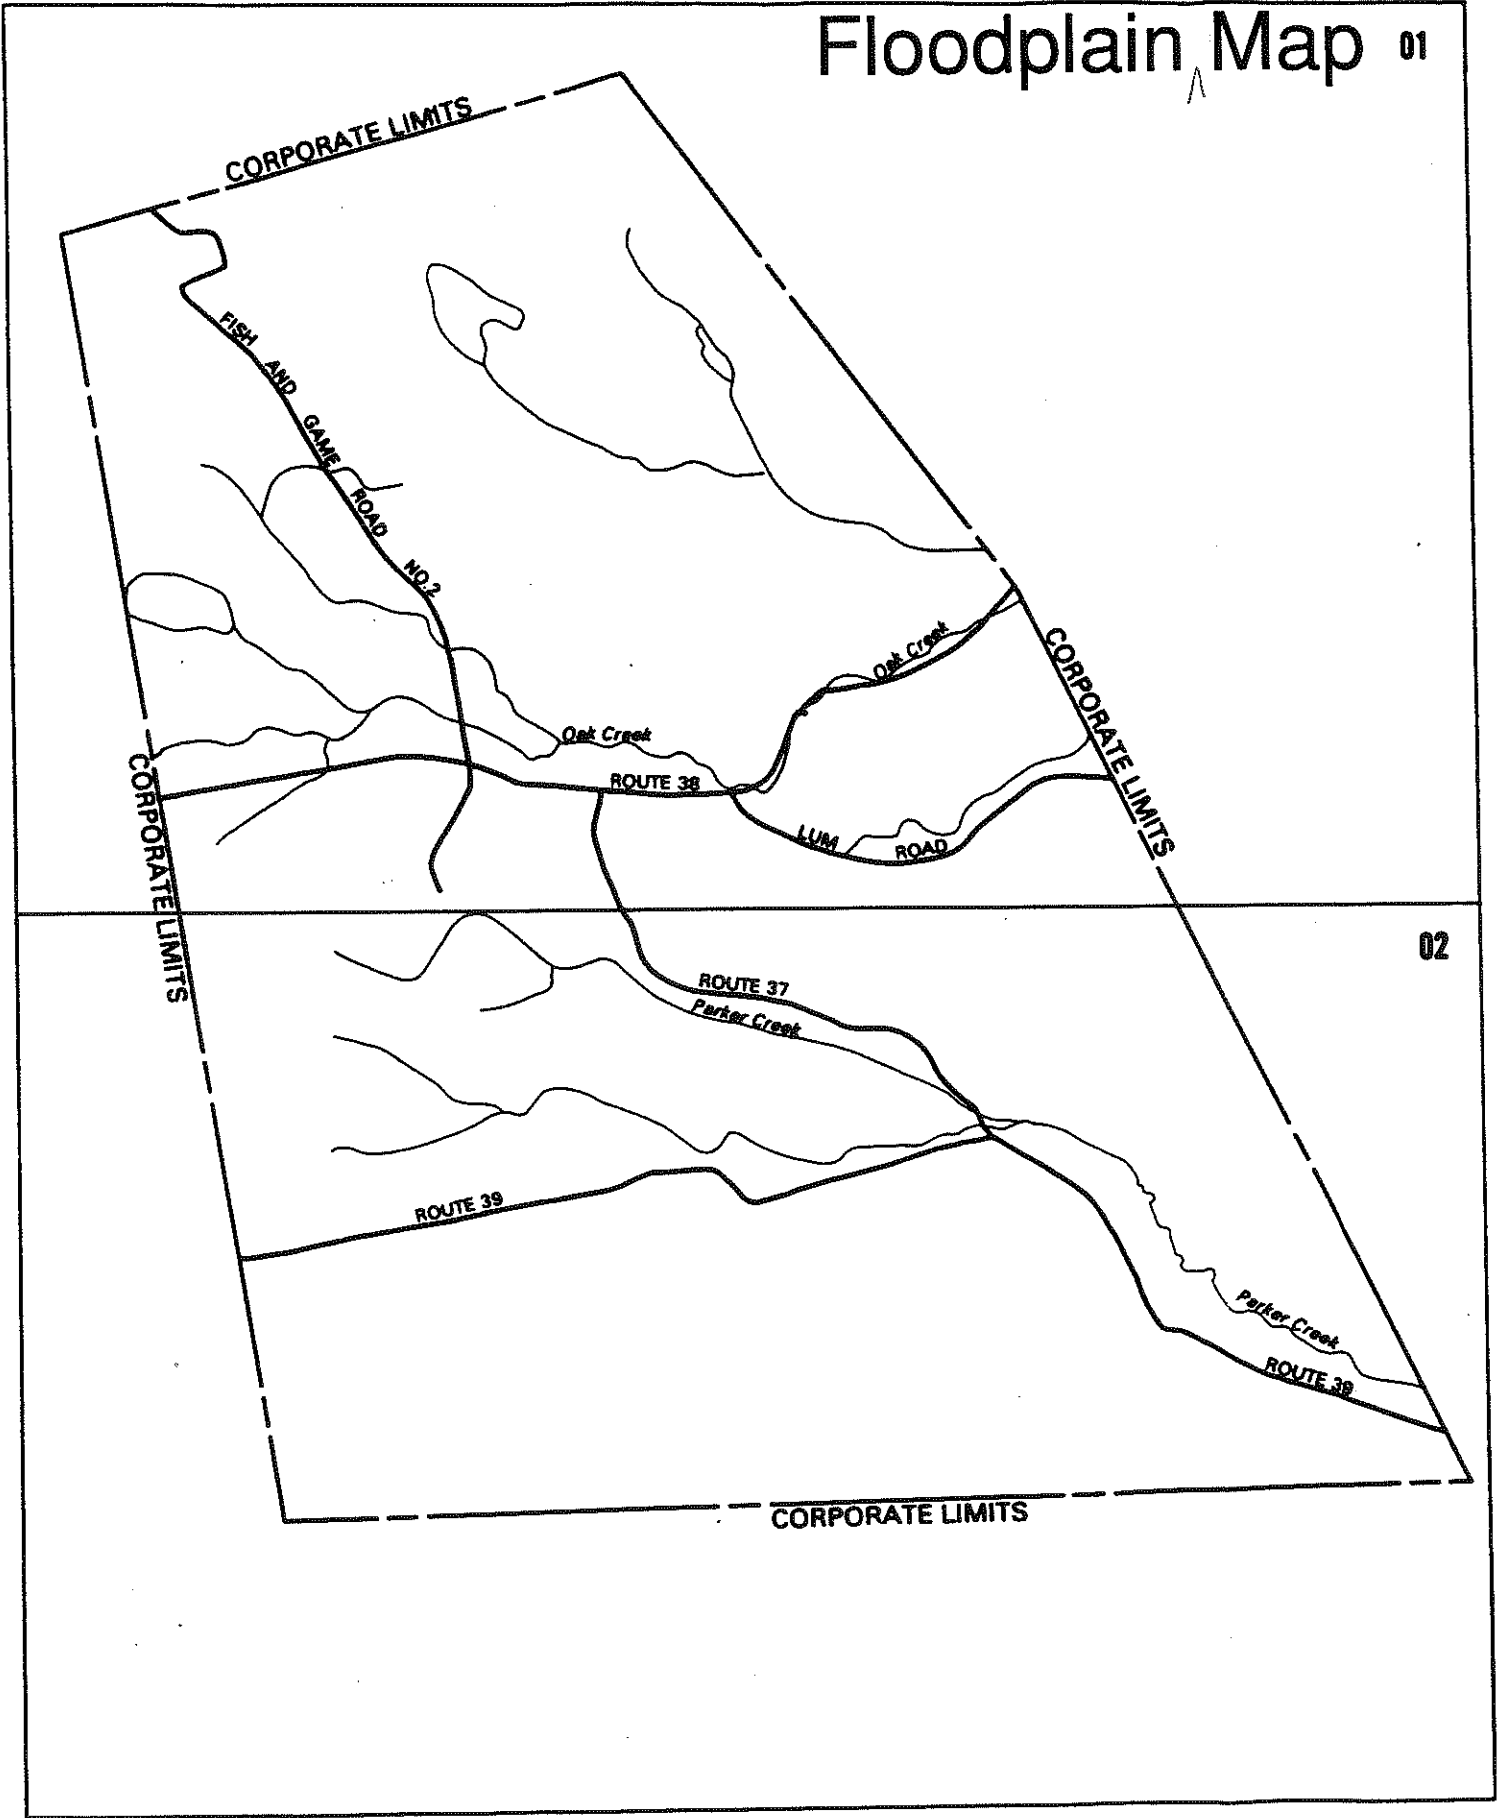 Floodplain Map 01
CORPORATE LIMITS
FISH AND GAME ROAD NO.2
Oak Creek
CORPORATE LIMITS
Oak Creek
ROUTE 38
CORPORATE LIMITS
LUM ROAD
02
ROUTE 37
Parker Creek
ROUTE 39
Parker Creek
ROUTE 39
CORPORATE LIMITS